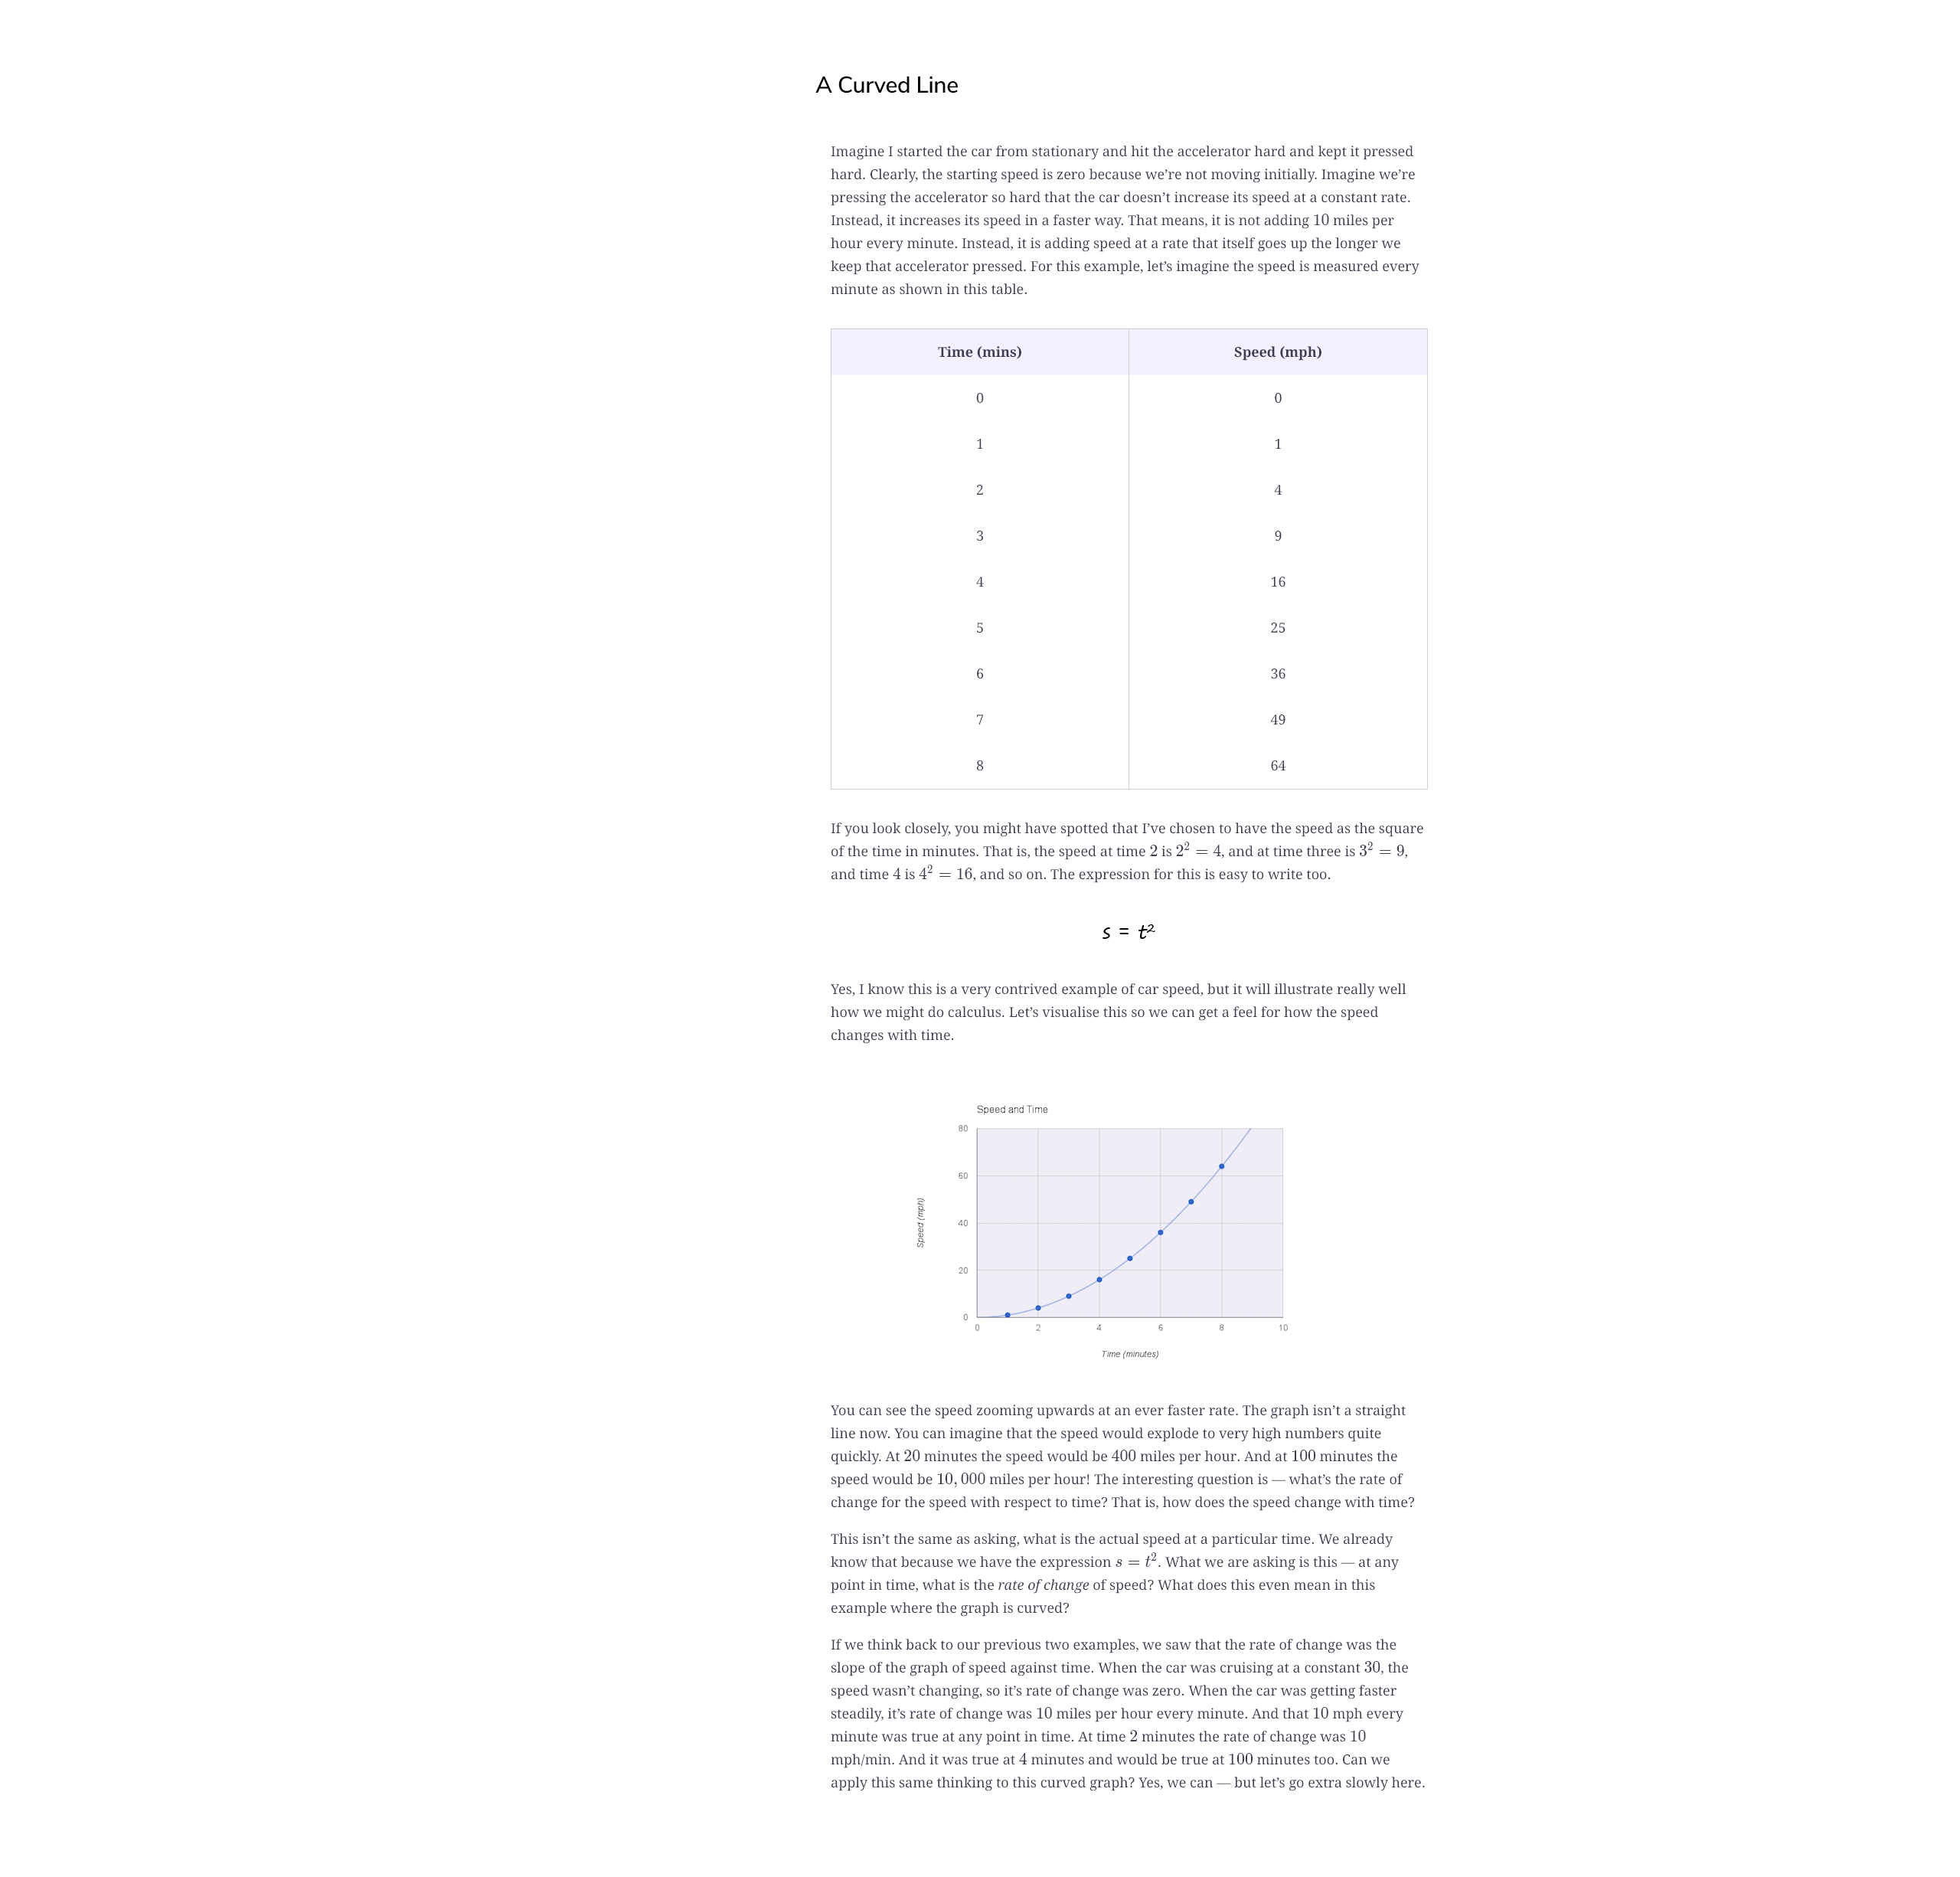 A Curved Line
Imagine I started the car from stationary and hit the accelerator hard and kept it pressed
hard. Clearly, the starting speed is zero because we’re not moving initially. Imagine we’re
pressing the accelerator so hard that the car doesn’t increase its speed at a constant rate.
Instead, it increases its speed in a faster way. That means, it is not adding 10 miles per
hour every minute. Instead, it is adding speed at a rate that itself goes up the longer we
keep that accelerator pressed. For this example, let’s imagine the speed is measured every
minute as shown in this table.
Time (mins) Speed (mph)
0 0
1 1
2 4
3 9
4 16
5 25
6 36
7 49
8 64
If you look closely, you might have spotted that I’ve chosen to have the speed as the square
of the time in minutes. That is, the speed at time 2 is 2² = 4, and at time three is 3² = 9,
and time 4 is 4² = 16, and so on. The expression for this is easy to write too.
s = t²
Yes, I know this is a very contrived example of car speed, but it will illustrate really well
how we might do calculus. Let’s visualise this so we can get a feel for how the speed
changes with time.
Speed and Time
80
60
40
20
0
Speed (mph)
0 2 4 6 8 10
Time (minutes)
You can see the speed zooming upwards at an ever faster rate. The graph isn’t a straight
line now. You can imagine that the speed would explode to very high numbers quite
quickly. At 20 minutes the speed would be 400 miles per hour. And at 100 minutes the
speed would be 10, 000 miles per hour! The interesting question is — what’s the rate of
change for the speed with respect to time? That is, how does the speed change with time?
This isn’t the same as asking, what is the actual speed at a particular time. We already
know that because we have the expression s = t². What we are asking is this — at any
point in time, what is the rate of change of speed? What does this even mean in this
example where the graph is curved?
If we think back to our previous two examples, we saw that the rate of change was the
slope of the graph of speed against time. When the car was cruising at a constant 30, the
speed wasn’t changing, so it’s rate of change was zero. When the car was getting faster
steadily, it’s rate of change was 10 miles per hour every minute. And that 10 mph every
minute was true at any point in time. At time 2 minutes the rate of change was 10
mph/min. And it was true at 4 minutes and would be true at 100 minutes too. Can we
apply this same thinking to this curved graph? Yes, we can — but let’s go extra slowly here.